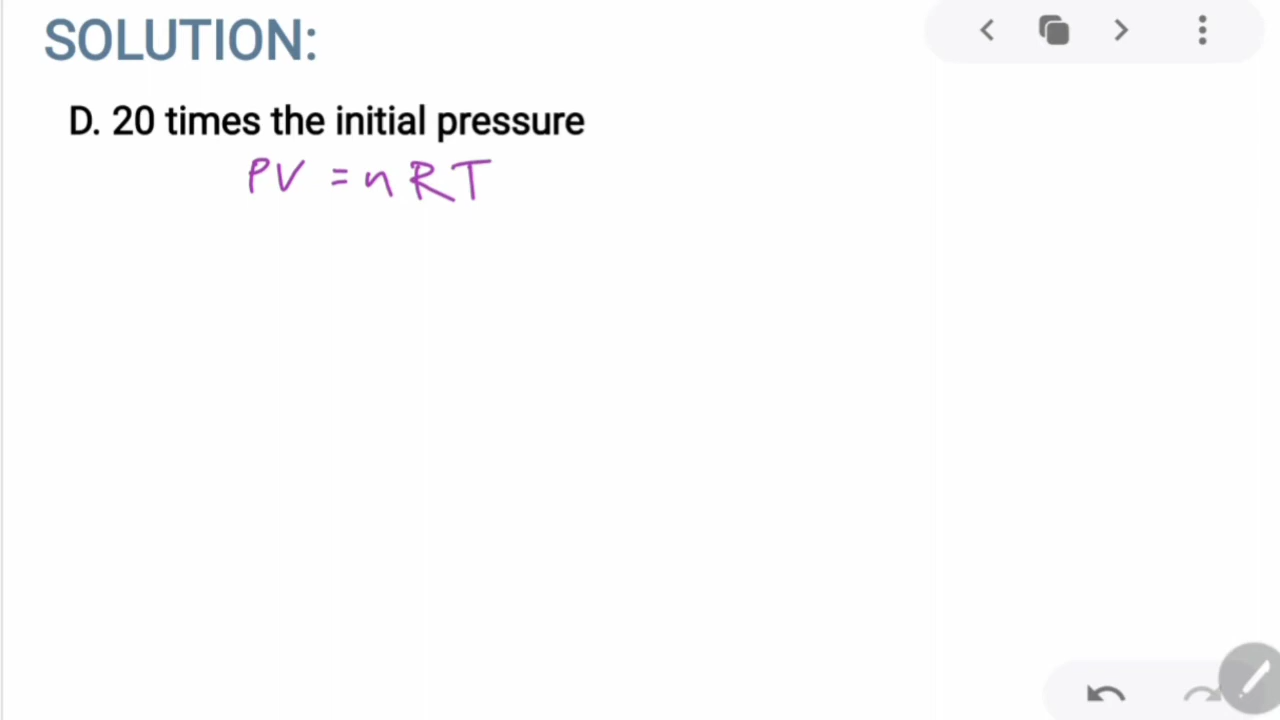 SOLUTION:
D. 20 times the initial pressure
PV = nRT